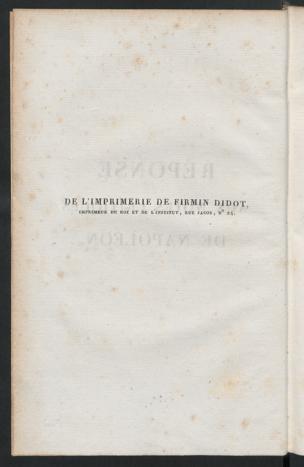 DE L'IMPRIMERIE DE FIRMIN DIDOT,
IMPRIMEUR DU ROI ET DE L'INSTITUT, RUE JACOB, N° 24.